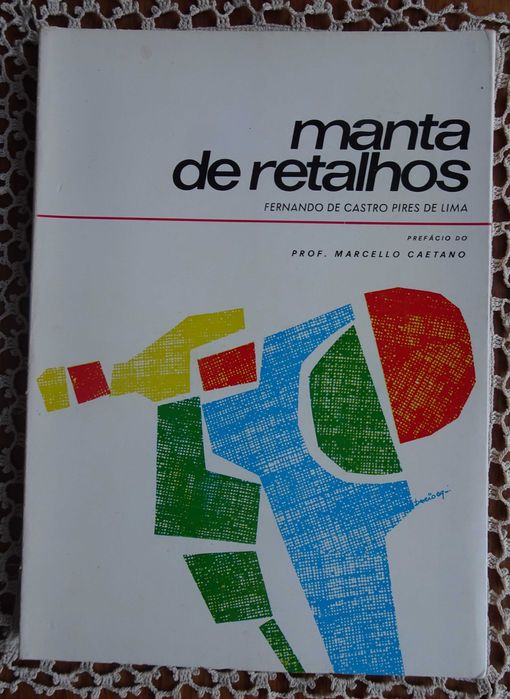 manta
de retalhos
FERNANDO DE CASTRO PIRES DE LIMA
PREFÁCIO DO
PROF. MARCELLO CAETANO